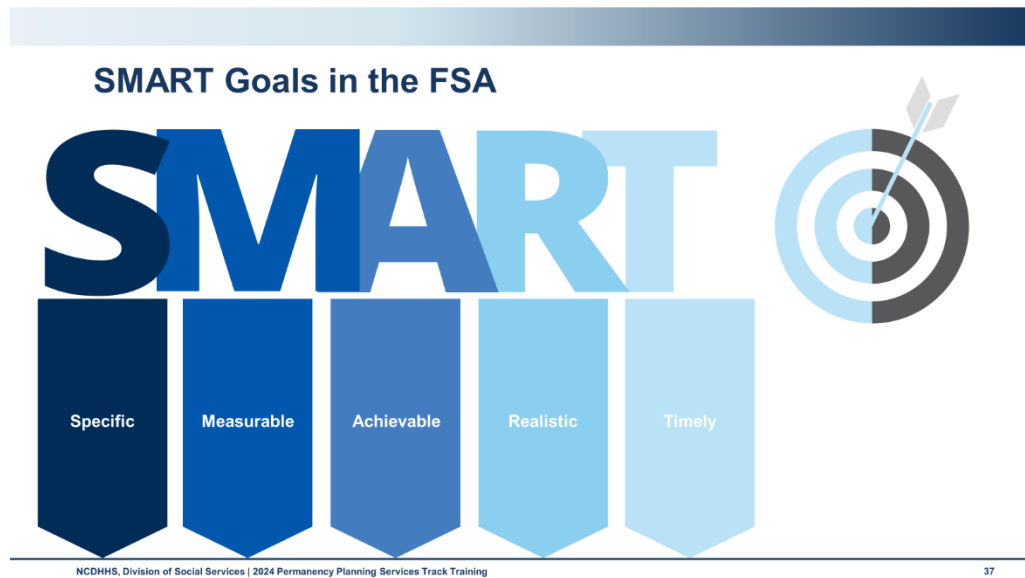 SMART Goals in the FSA
SMART
Specific
Measurable
Achievable
Realistic
Timely
NCDHHS, Division of Social Services | 2024 Permanency Planning Services Track Training
37